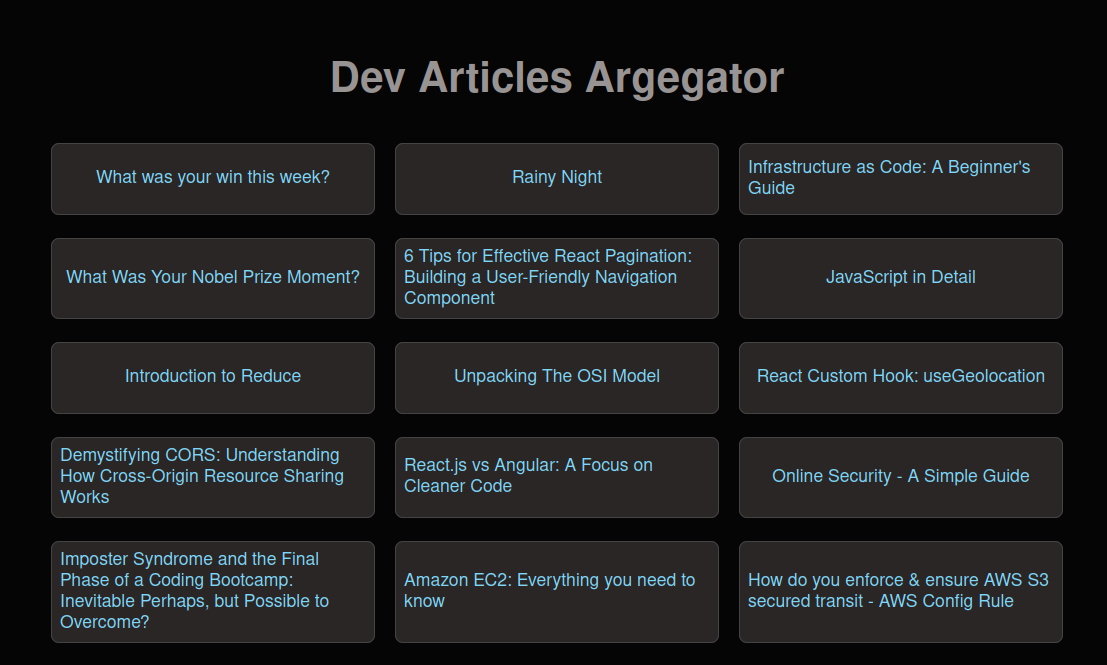 Dev Articles Argegator
What was your win this week?
Rainy Night
Infrastructure as Code: A Beginner's
Guide
What Was Your Nobel Prize Moment?
6 Tips for Effective React Pagination:
Building a User-Friendly Navigation
Component
JavaScript in Detail
Introduction to Reduce
Unpacking The OSI Model
React Custom Hook: useGeolocation
Demystifying CORS: Understanding
How Cross-Origin Resource Sharing
Works
React.js vs Angular: A Focus on
Cleaner Code
Online Security - A Simple Guide
Imposter Syndrome and the Final
Phase of a Coding Bootcamp:
Inevitable Perhaps, but Possible to
Overcome?
Amazon EC2: Everything you need to
know
How do you enforce & ensure AWS S3
secured transit - AWS Config Rule